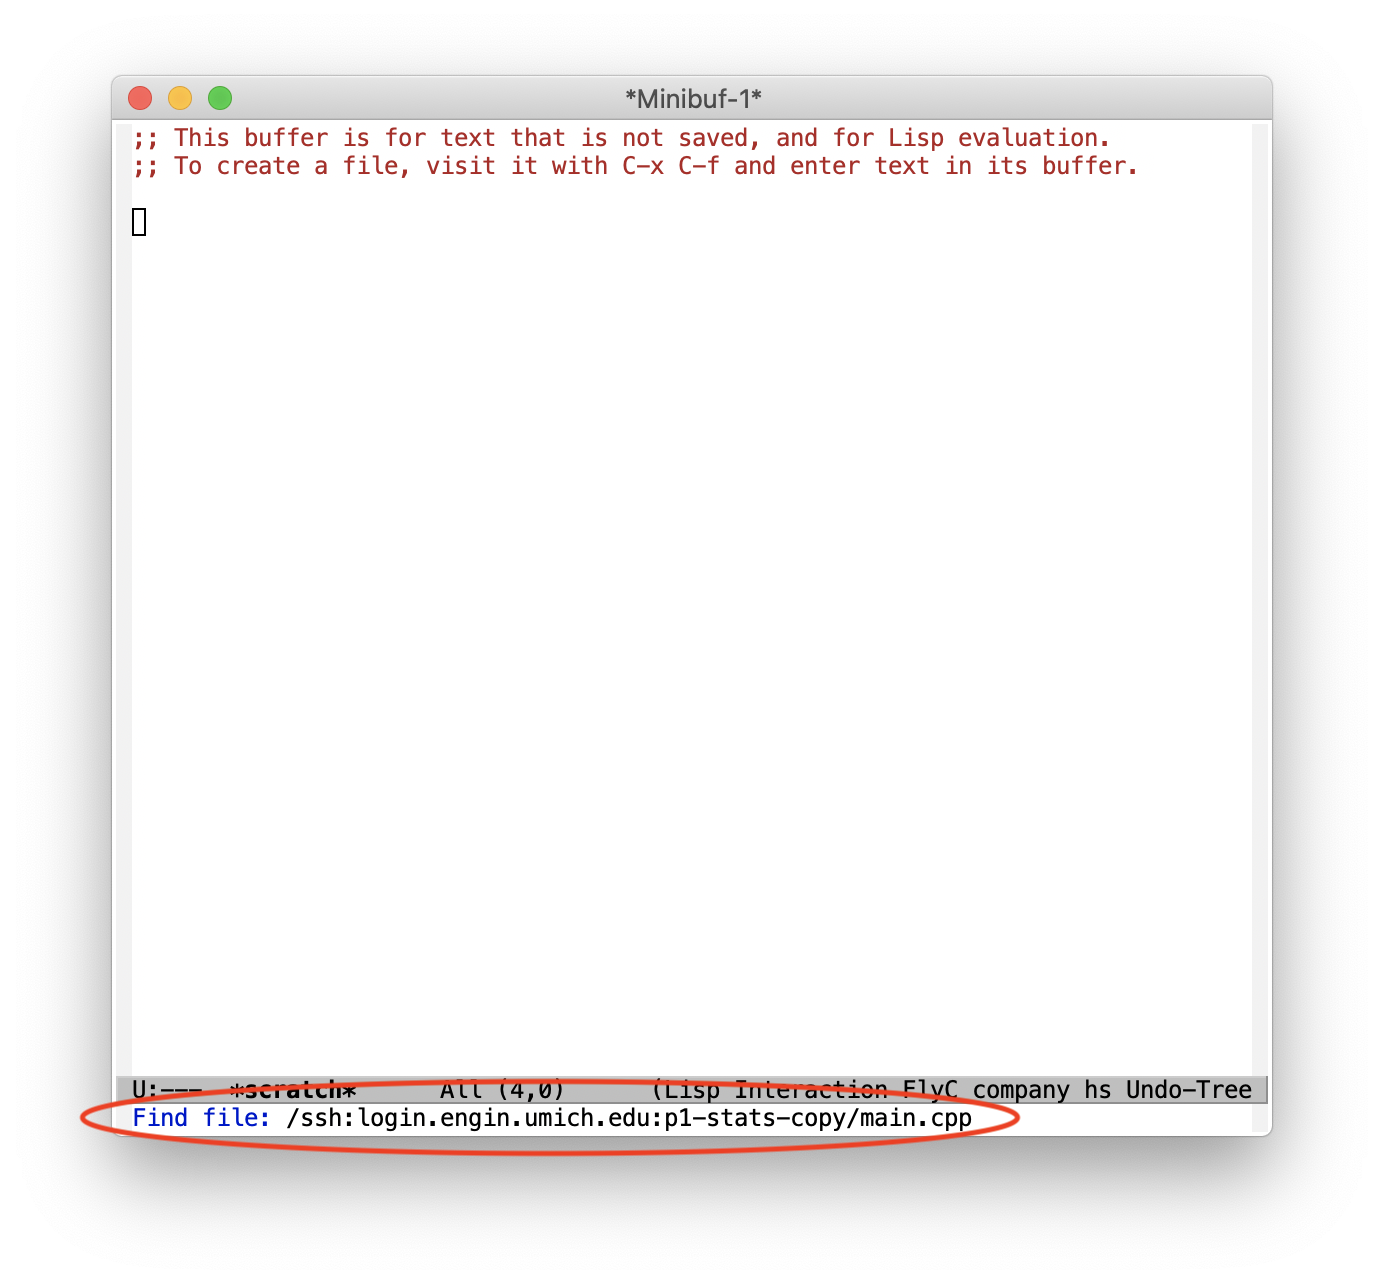 *Minibuf-1*
;; This buffer is for text that is not saved, and for Lisp evaluation.
;; To create a file, visit it with C-x C-f and enter text in its buffer.
U:--- *scratch* All (4,0) (Lisp Interaction FlyC company hs Undo-Tree
Find file: /ssh:login.engin.umich.edu:p1-stats-copy/main.cpp